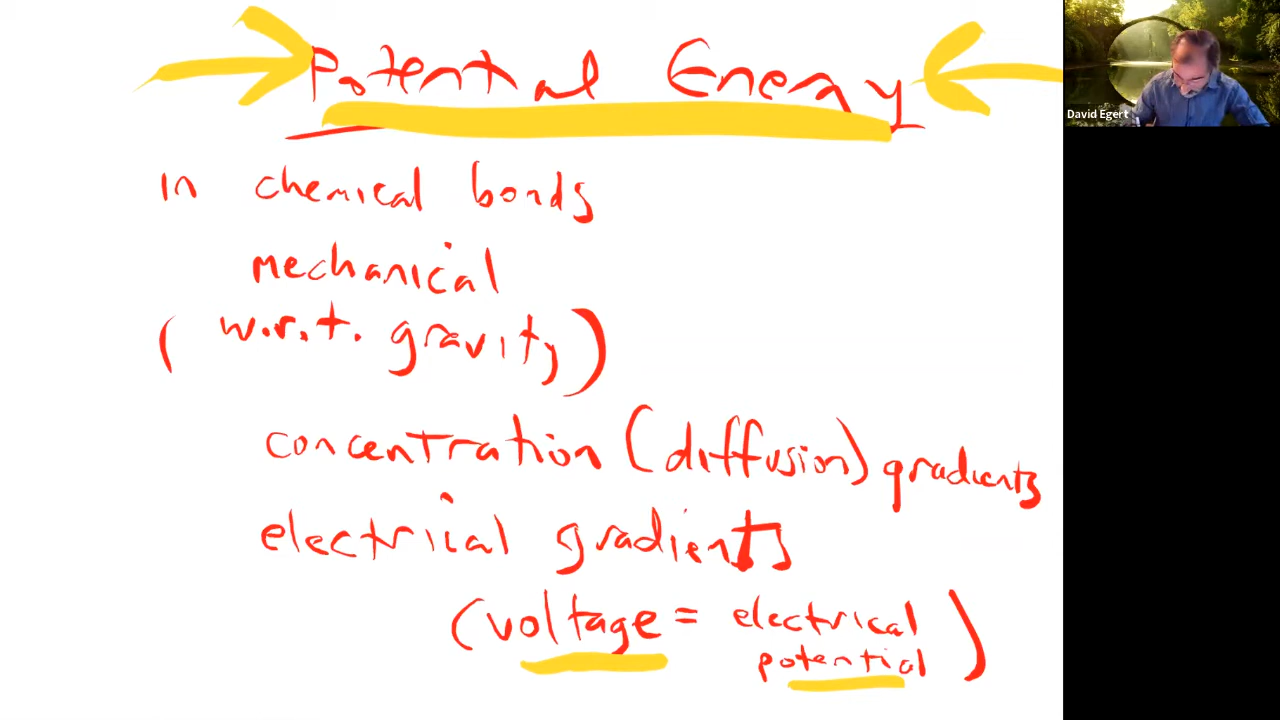 Potential Energy
in chemical bonds
mechanical
(w.r.t. gravity)
concentration (diffusion) gradients
electrical gradients
(voltage = electrical
potential)
David Egert